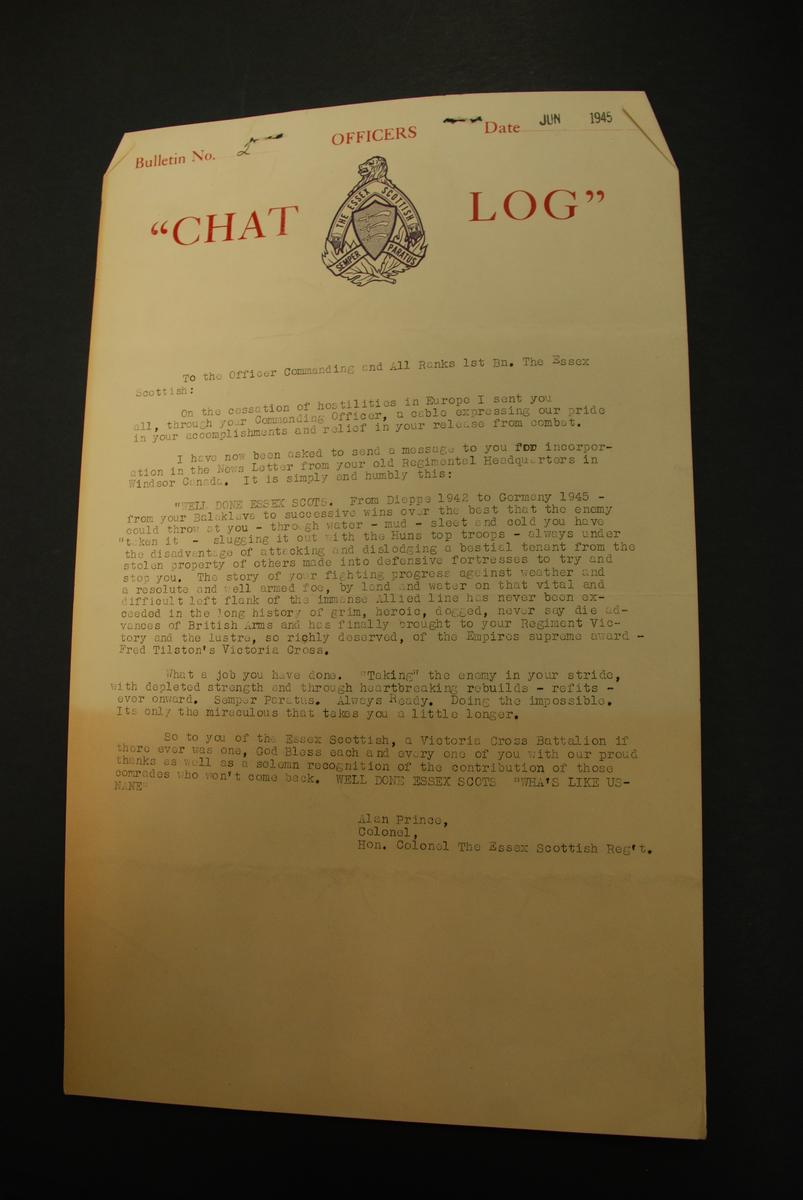 Bulletin No. 2 OFFICERS Date JUN 1945
"CHAT LOG"
THE ESSEX SCOTTISH
SEMPER PARATUS
To the Officer Commanding and All Ranks 1st Bn. The Essex
Scottish:
On the cessation of hostilities in Europe I sent you
all, through your Commanding Officer, a cable expressing our pride
in your accomplishments and relief in your release from combat.
I have now been asked to send a message to you for incorpor-
ation in the News Letter from your old Regimental Headquarters in
Windsor Canada. It is simply and humbly this:
"WELL DONE ESSEX SCOTS. From Dieppe 1942 to Germany 1945 -
from your Balaklava to successive wins over the best that the enemy
could throw at you - through water - mud - sleet and cold you have
"taken it - slugging it out with the Huns top troops - always under
the disadvantage of attacking and dislodging a bestial tenant from the
stolen property of others made into defensive fortresses to try and
stop you. The story of your fighting progress against weather and
a resolute and well armed foe, by land and water on that vital and
difficult left flank of the immense Allied line has never been ex-
ceeded in the long history of grim, heroic, dogged, never say die ad-
vances of British Arms and has finally brought to your Regiment Vic-
tory and the lustre, so richly deserved, of the Empires supreme award -
Fred Tilston's Victoria Cross.
What a job you have done. "Taking" the enemy in your stride,
with depleted strength and through heartbreaking rebuilds - refits -
ever onward. Semper Paratus. Always Ready. Doing the impossible.
Its only the miraculous that takes you a little longer.
So to you of the Essex Scottish, a Victoria Cross Battalion if
there ever was one, God Bless each and every one of you with our proud
thanks as well as a solemn recognition of the contribution of those
comrades who won't come back. WELL DONE ESSEX SCOTS "WHA'S LIKE US-
NANE"
Alan Prince,
Colonel,
Hon. Colonel The Essex Scottish Reg't.